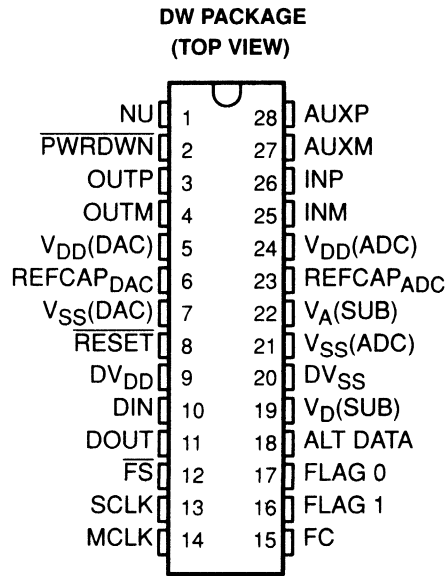 DW PACKAGE
(TOP VIEW)
NU 1 28 AUXP
PWRDWN 2 27 AUXM
OUTP 3 26 INP
OUTM 4 25 INM
VDD(DAC) 5 24 VDD(ADC)
REFCAPDAC 6 23 REFCAPADC
VSS(DAC) 7 22 VA(SUB)
RESET 8 21 VSS(ADC)
DVDD 9 20 DVSS
DIN 10 19 VD(SUB)
DOUT 11 18 ALT DATA
FS 12 17 FLAG 0
SCLK 13 16 FLAG 1
MCLK 14 15 FC